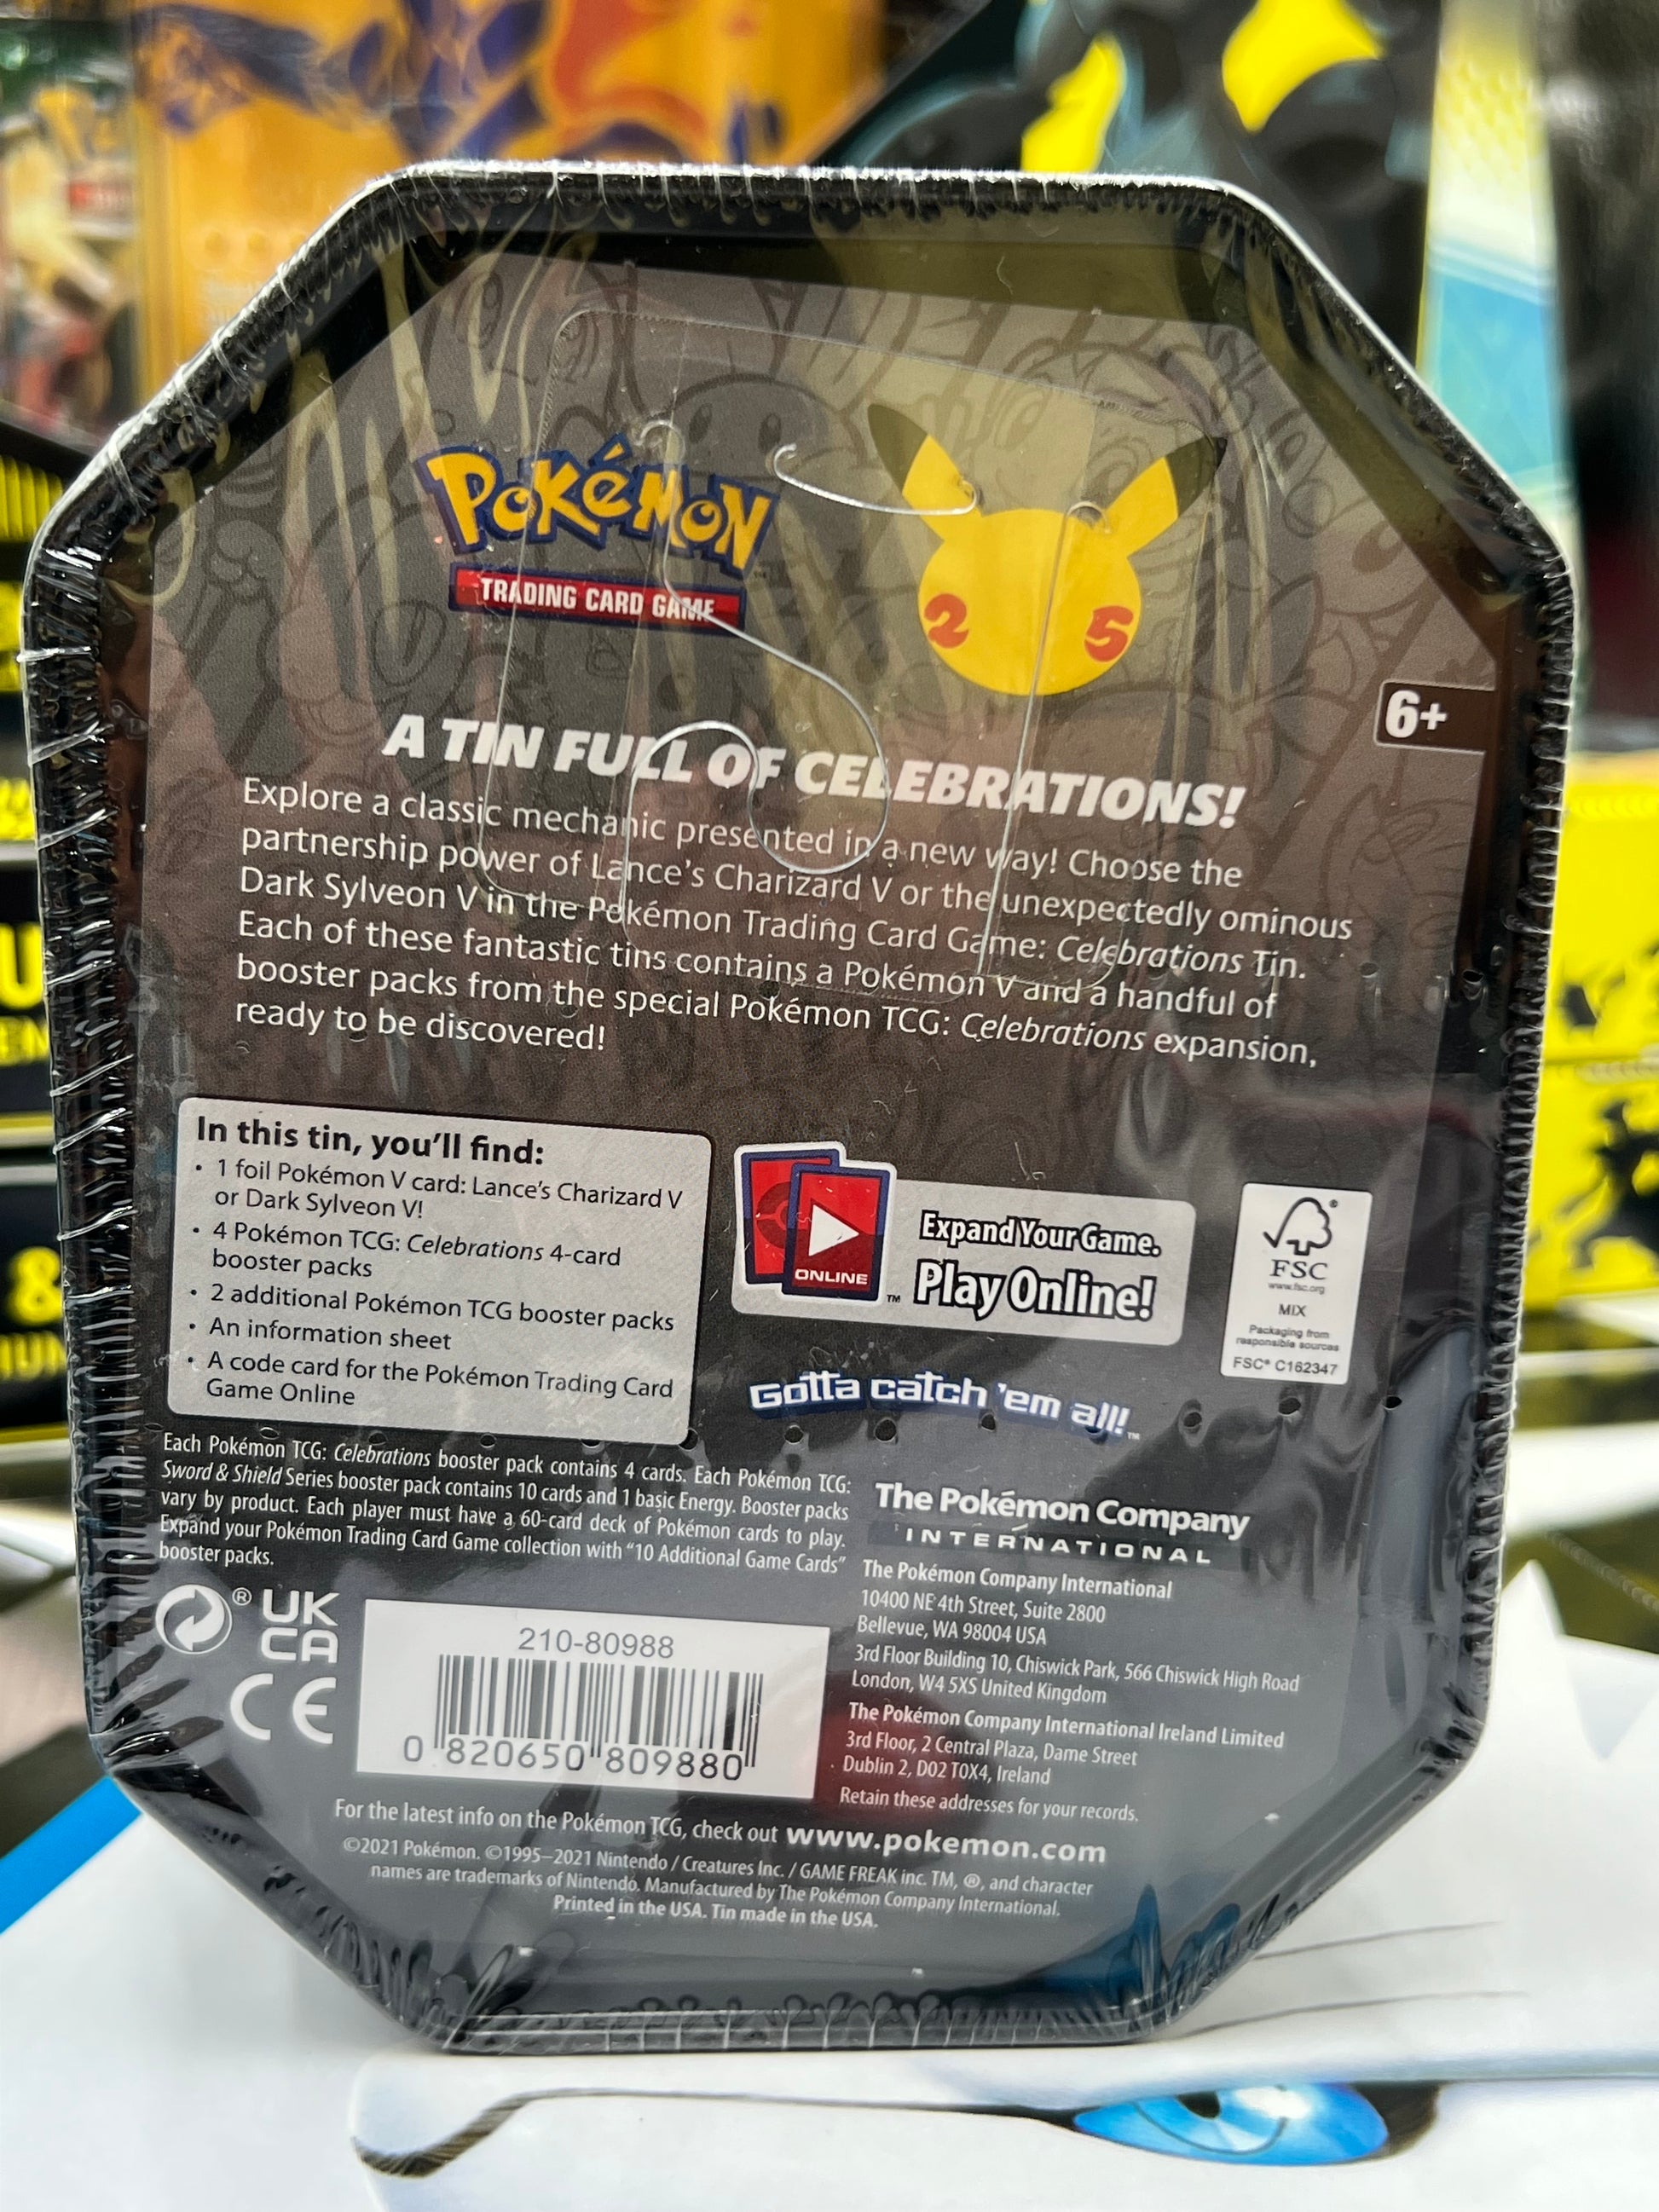 POKéMON
TRADING CARD GAME
2 5
6+
A TIN FULL OF CELEBRATIONS!
Explore a classic mechanic presented in a new way! Choose the
partnership power of Lance's Charizard V or the unexpectedly ominous
Dark Sylveon V in the Pokémon Trading Card Game: Celebrations Tin.
Each of these fantastic tins contains a Pokémon V and a handful of
booster packs from the special Pokémon TCG: Celebrations expansion,
ready to be discovered!
In this tin, you'll find:
• 1 foil Pokémon V card: Lance's Charizard V
or Dark Sylveon V!
• 4 Pokémon TCG: Celebrations 4-card
booster packs
• 2 additional Pokémon TCG booster packs
• An information sheet
• A code card for the Pokémon Trading Card
Game Online
ONLINE
™
Expand Your Game.
Play Online!
FSC
www.fsc.org
MIX
Packaging from
responsible sources
FSC® C162347
Gotta catch 'em all!™
Each Pokémon TCG: Celebrations booster pack contains 4 cards. Each Pokémon TCG:
Sword & Shield Series booster pack contains 10 cards and 1 basic Energy. Booster packs
vary by product. Each player must have a 60-card deck of Pokémon cards to play.
Expand your Pokémon Trading Card Game collection with "10 Additional Game Cards"
booster packs.
The Pokémon Company
INTERNATIONAL
The Pokémon Company International
10400 NE 4th Street, Suite 2800
Bellevue, WA 98004 USA
3rd Floor Building 10, Chiswick Park, 566 Chiswick High Road
London, W4 5XS United Kingdom
The Pokémon Company International Ireland Limited
3rd Floor, 2 Central Plaza, Dame Street
Dublin 2, D02 T0X4, Ireland
Retain these addresses for your records.
® UK
CA
CE
210-80988
0 820650 809880
For the latest info on the Pokémon TCG, check out www.pokemon.com
©2021 Pokémon. ©1995–2021 Nintendo / Creatures Inc. / GAME FREAK inc. TM, ®, and character
names are trademarks of Nintendo. Manufactured by The Pokémon Company International.
Printed in the USA. Tin made in the USA.